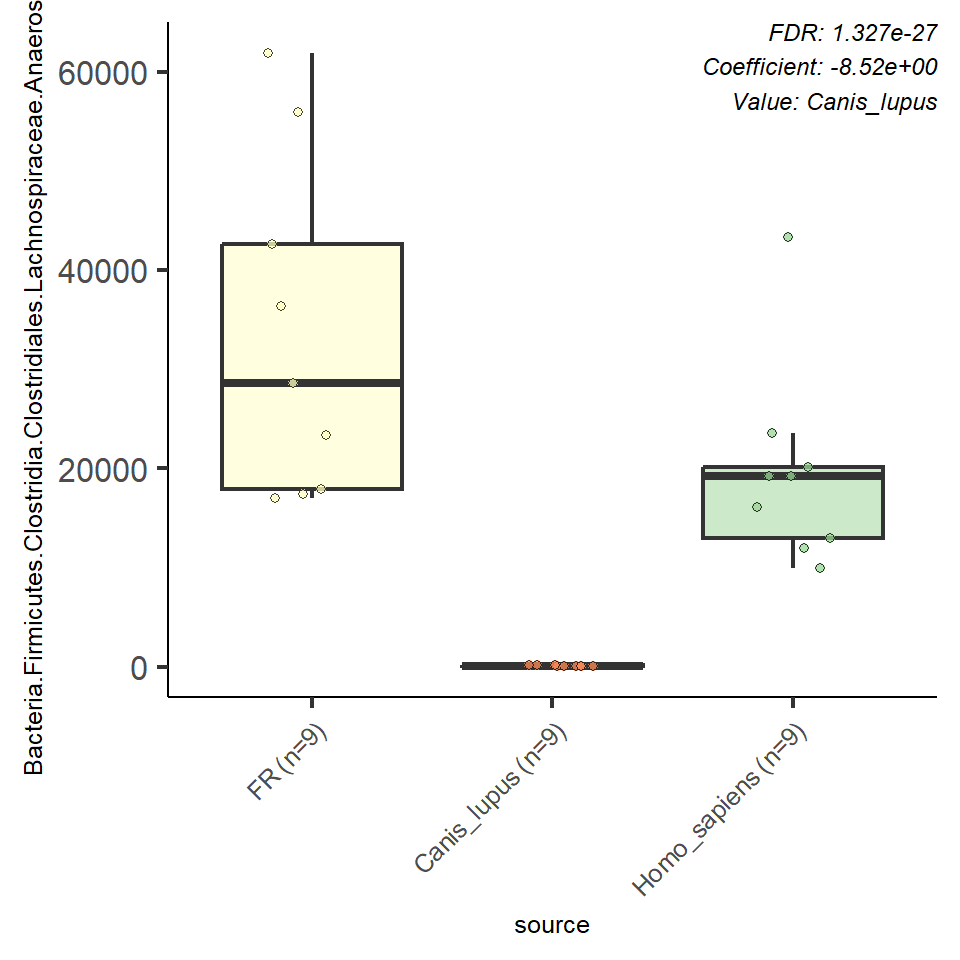 FDR: 1.327e-27
Coefficient: -8.52e+00
Value: Canis_lupus
Bacteria.Firmicutes.Clostridia.Clostridiales.Lachnospiraceae.Anaeros
60000
40000
20000
0
FR (n=9)
Canis_lupus (n=9)
Homo_sapiens (n=9)
source